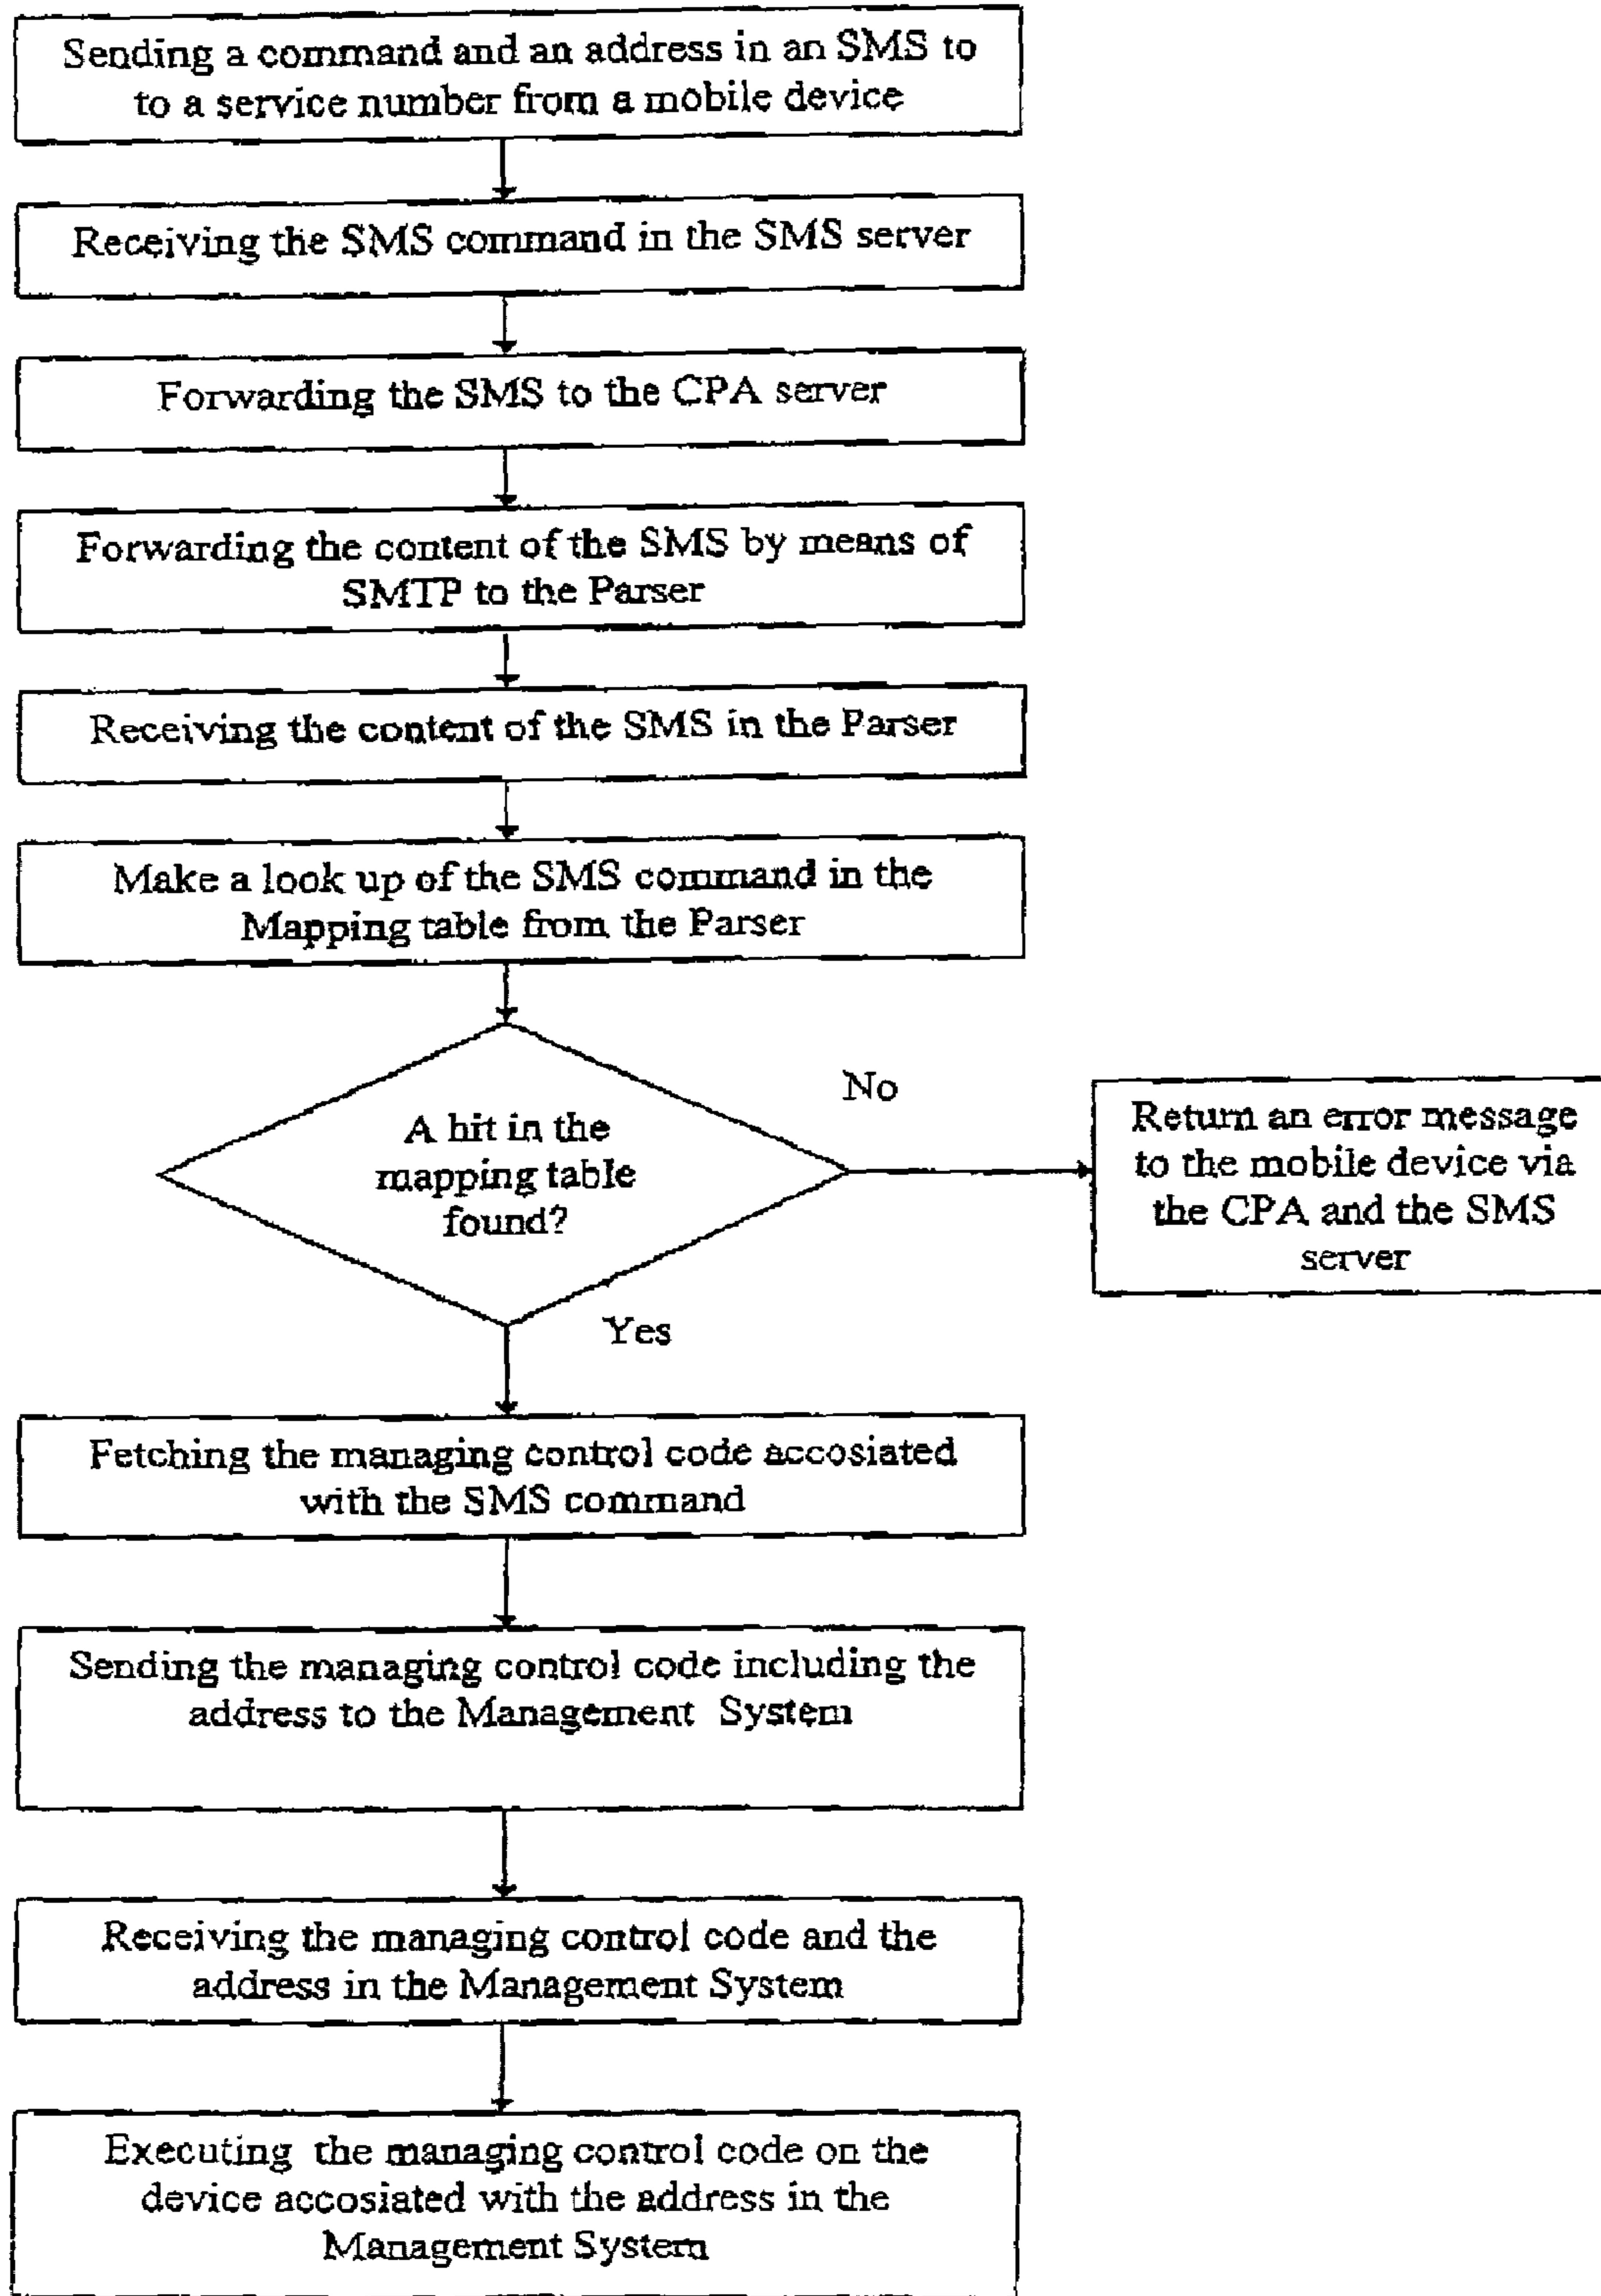 Sending a command and an address in an SMS to
to a service number from a mobile device
Receiving the SMS command in the SMS server
Forwarding the SMS to the CPA server
Forwarding the content of the SMS by means of
SMTP to the Parser
Receiving the content of the SMS in the Parser
Make a look up of the SMS command in the
Mapping table from the Parser
A hit in the
mapping table
found?
No
Return an error message
to the mobile device via
the CPA and the SMS
server
Yes
Fetching the managing control code accosiated
with the SMS command
Sending the managing control code including the
address to the Management System
Receiving the managing control code and the
address in the Management System
Executing the managing control code on the
device accosiated with the address in the
Management System